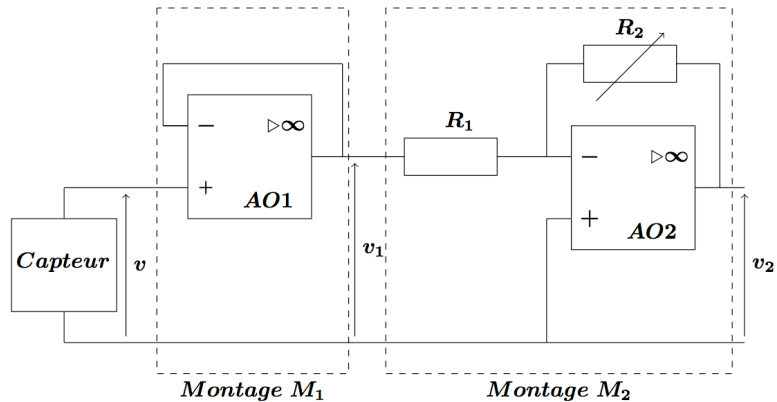 R₂
− ▷∞
R₁
− ▷∞
+
AO1
+
AO2
Capteur
v
v₁
v₂
Montage M₁
Montage M₂